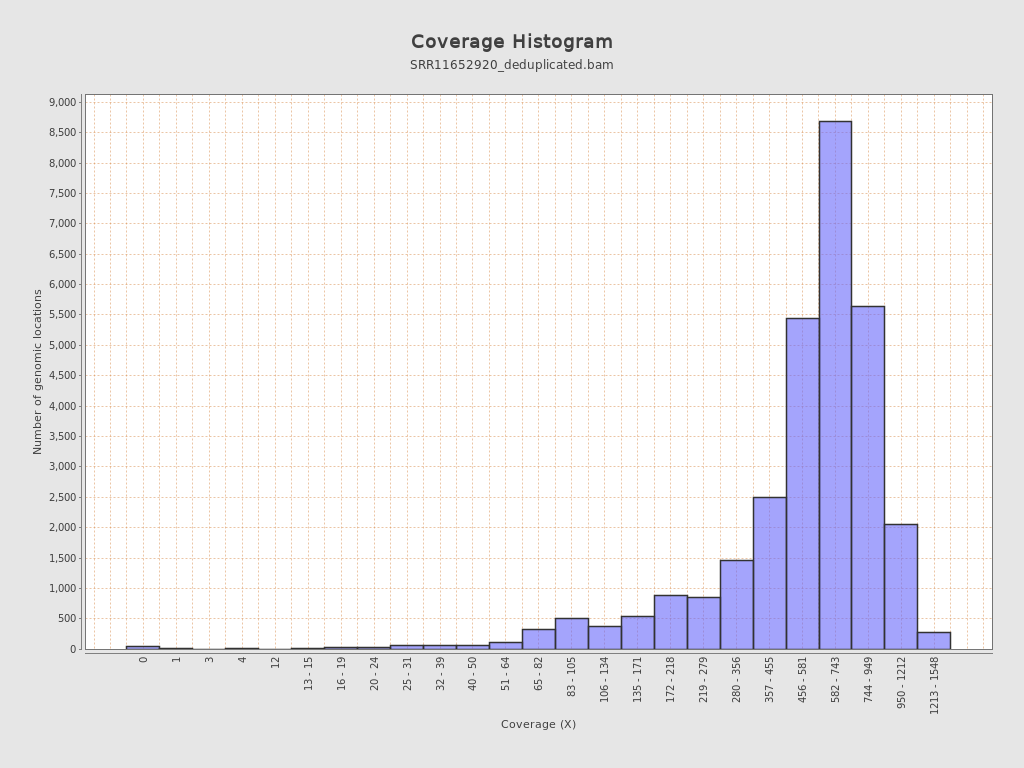 Coverage Histogram
SRR11652920_deduplicated.bam
Number of genomic locations
9,000
8,500
8,000
7,500
7,000
6,500
6,000
5,500
5,000
4,500
4,000
3,500
3,000
2,500
2,000
1,500
1,000
500
0
0
1
3
4
12
13 - 15
16 - 19
20 - 24
25 - 31
32 - 39
40 - 50
51 - 64
65 - 82
83 - 105
106 - 134
135 - 171
172 - 218
219 - 279
280 - 356
357 - 455
456 - 581
582 - 743
744 - 949
950 - 1212
1213 - 1548
Coverage (X)